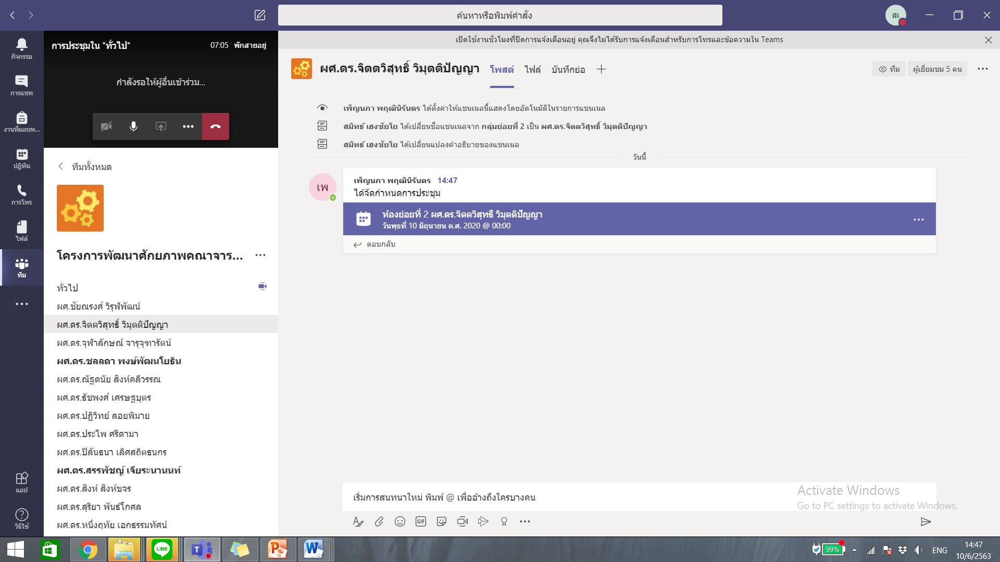 ค้นหาหรือพิมพ์คำสั่ง
สเ
กิจกรรม
การแชท
งานที่มอบห...
ปฏิทิน
การโทร
ไฟล์
ทีม
แอป
วิธีใช้
การประชุมใน "ทั่วไป"
07:05 พักสายอยู่
กำลังรอให้ผู้อื่นเข้าร่วม...
ทีมทั้งหมด
โครงการพัฒนาศักยภาพคณาจาร...
ทั่วไป
ผศ.ชัยณรงศ์ วิรุฬพัฒน์
ผศ.ดร.จิตตวิสุทธิ์ วิมุตติปัญญา
ผศ.ดร.จุฬาลักษณ์ จารุจุฑารัตน์
ผศ.ดร.ชลลดา พงษ์พัฒนโยธิน
ผศ.ดร.ณัฐดนัย สิงห์คลีวรรณ
ผศ.ดร.ธัชพงศ์ เศรษฐบุตร
ผศ.ดร.ปฏิวิทย์ ลอยพิมาย
ผศ.ดร.ประไพ ศรีดามา
ผศ.ดร.ปิลันธนา เลิศสถิตธนกร
ผศ.ดร.สรรพัชญ์ เจียระนานนท์
ผศ.ดร.สิงห์ สิงห์ขจร
ผศ.ดร.สุริยา พันธ์โกศล
ผศ.ดร.หนึ่งฤทัย เอกธรรมทัศน์
เปิดใช้งานชั่วโมงที่ปิดการแจ้งเตือนอยู่ คุณจึงไม่ได้รับการแจ้งเตือนสำหรับการโทรและข้อความใน Teams
ผศ.ดร.จิตตวิสุทธิ์ วิมุตติปัญญา
โพสต์ ไฟล์ บันทึกย่อ
ทีม
ผู้เยี่ยมชม 5 คน
เพ็ญนภา พฤฒินิรันดร ได้ตั้งค่าให้แชนเนลนี้แสดงโดยอัตโนมัติในรายการแชนเนล
สมิทธ์ เฮงชัยโย ได้เปลี่ยนชื่อแชนเนลจาก กลุ่มย่อยที่ 2 เป็น ผศ.ดร.จิตตวิสุทธิ์ วิมุตติปัญญา
สมิทธ์ เฮงชัยโย ได้เปลี่ยนแปลงคำอธิบายของแชนเนล
วันนี้
เพ
เพ็ญนภา พฤฒินิรันดร 14:47
ได้จัดกำหนดการประชุม
ห้องย่อยที่ 2 ผศ.ดร.จิตตวิสุทธิ์ วิมุตติปัญญา
วันพุธที่ 10 มิถุนายน ค.ศ. 2020 @ 00:00
ตอบกลับ
เริ่มการสนทนาใหม่ พิมพ์ @ เพื่ออ้างถึงใครบางคน
GIF
Activate Windows
Go to PC settings to activate Windows.
LINE
99%
ENG
14:47
10/6/2563